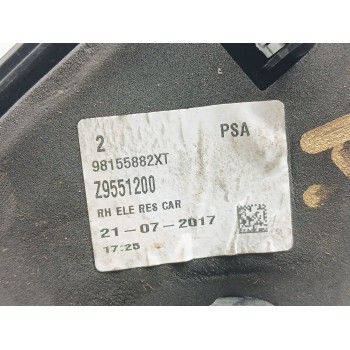 2 PSA
98155882XT
Z9551200
RH ELE RES CAR
21-07-2017
17:25